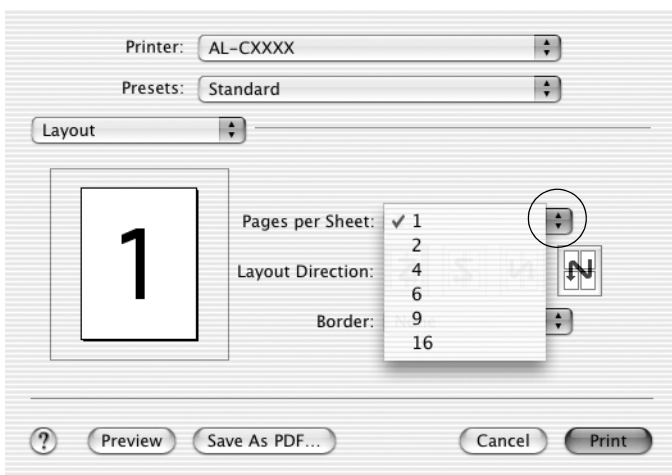 Printer: AL-CXXXX
Presets: Standard
Layout
1
Pages per Sheet: ✓ 1
2
Layout Direction:
4
6
Border: None
9
16
? Preview Save As PDF... Cancel Print